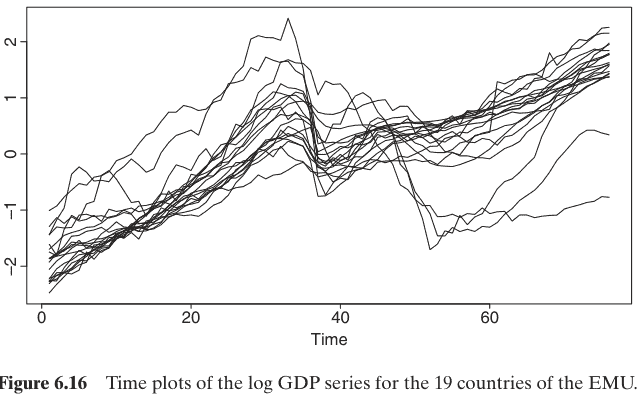 2
1
0
−1
−2
0 20 40 60
Time
Figure 6.16 Time plots of the log GDP series for the 19 countries of the EMU.